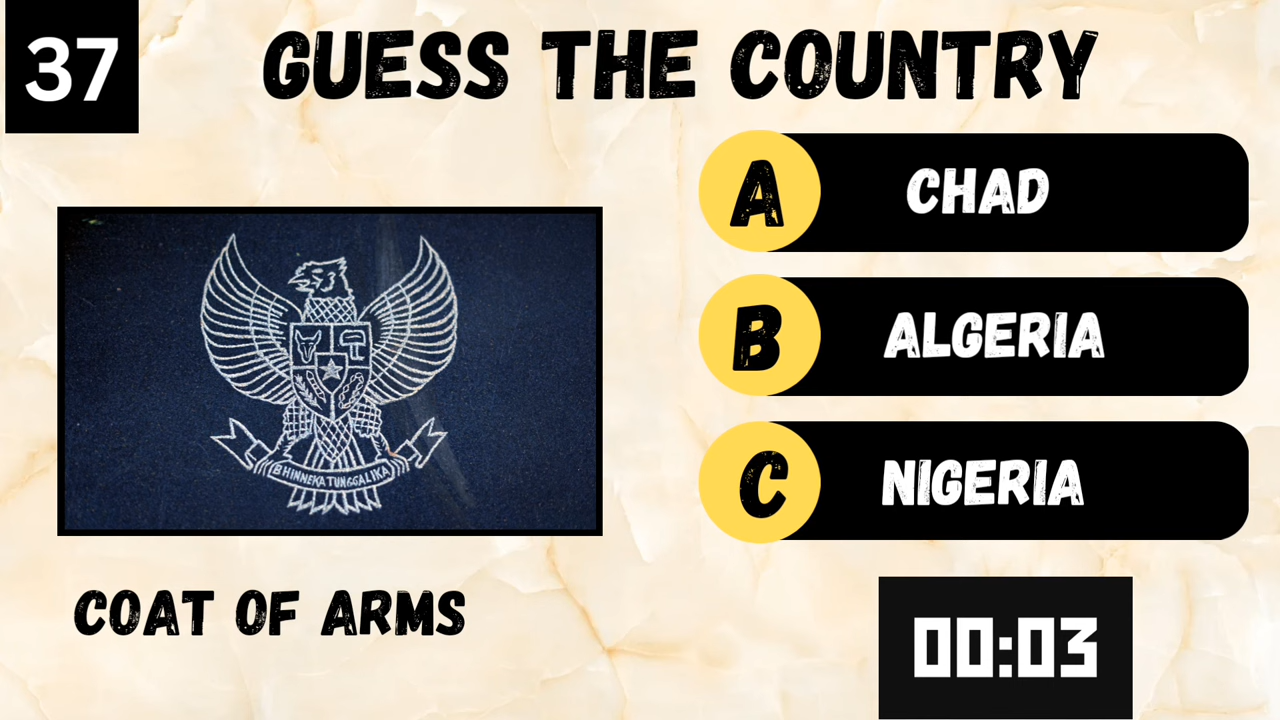 37
GUESS THE COUNTRY
A CHAD
B ALGERIA
C NIGERIA
BHINNEKA TUNGGAL IKA
COAT OF ARMS
00:03